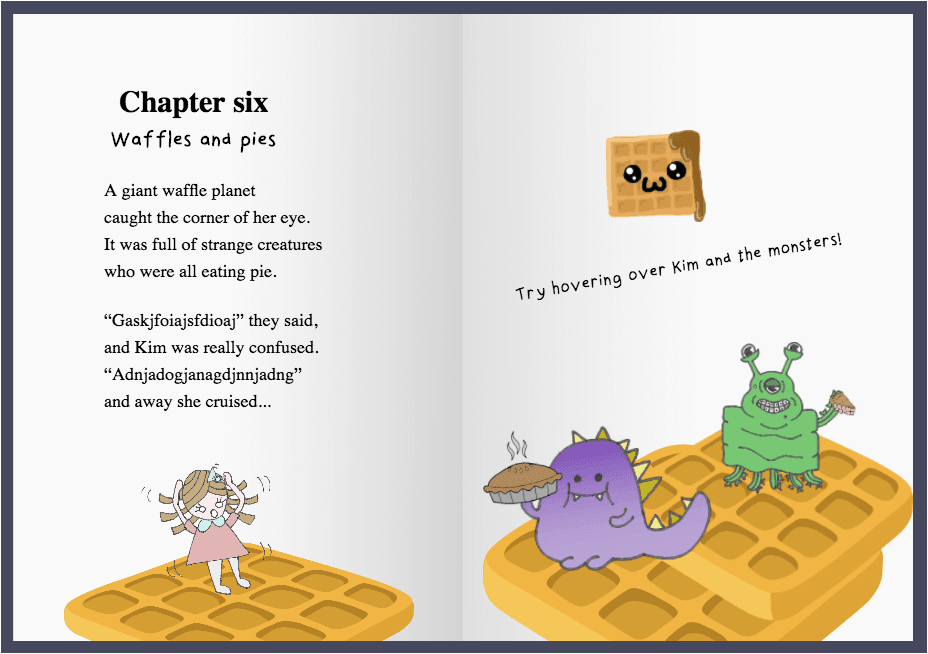 Chapter six
Waffles and pies
A giant waffle planet
caught the corner of her eye.
It was full of strange creatures
who were all eating pie.
“Gaskjfoiajsfdioaj” they said,
and Kim was really confused.
“Adnjadogjanagdjnnjadng”
and away she cruised...
Try hovering over Kim and the monsters!